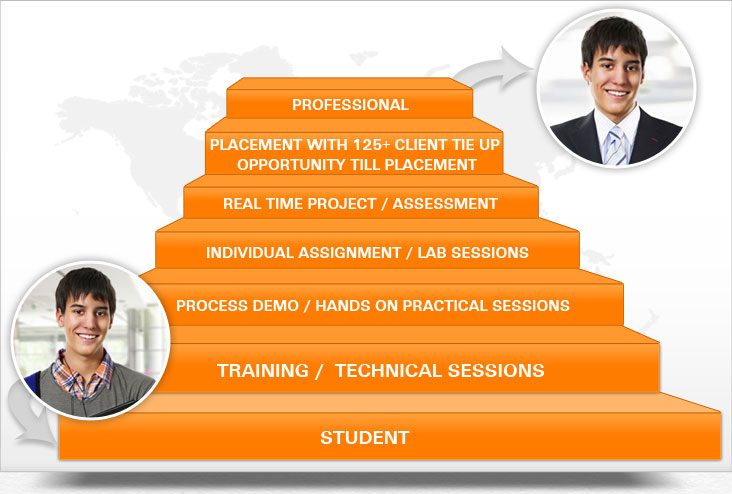 PROFESSIONAL
PLACEMENT WITH 125+ CLIENT TIE UP
OPPORTUNITY TILL PLACEMENT
REAL TIME PROJECT / ASSESSMENT
INDIVIDUAL ASSIGNMENT / LAB SESSIONS
PROCESS DEMO / HANDS ON PRACTICAL SESSIONS
TRAINING /  TECHNICAL SESSIONS
STUDENT